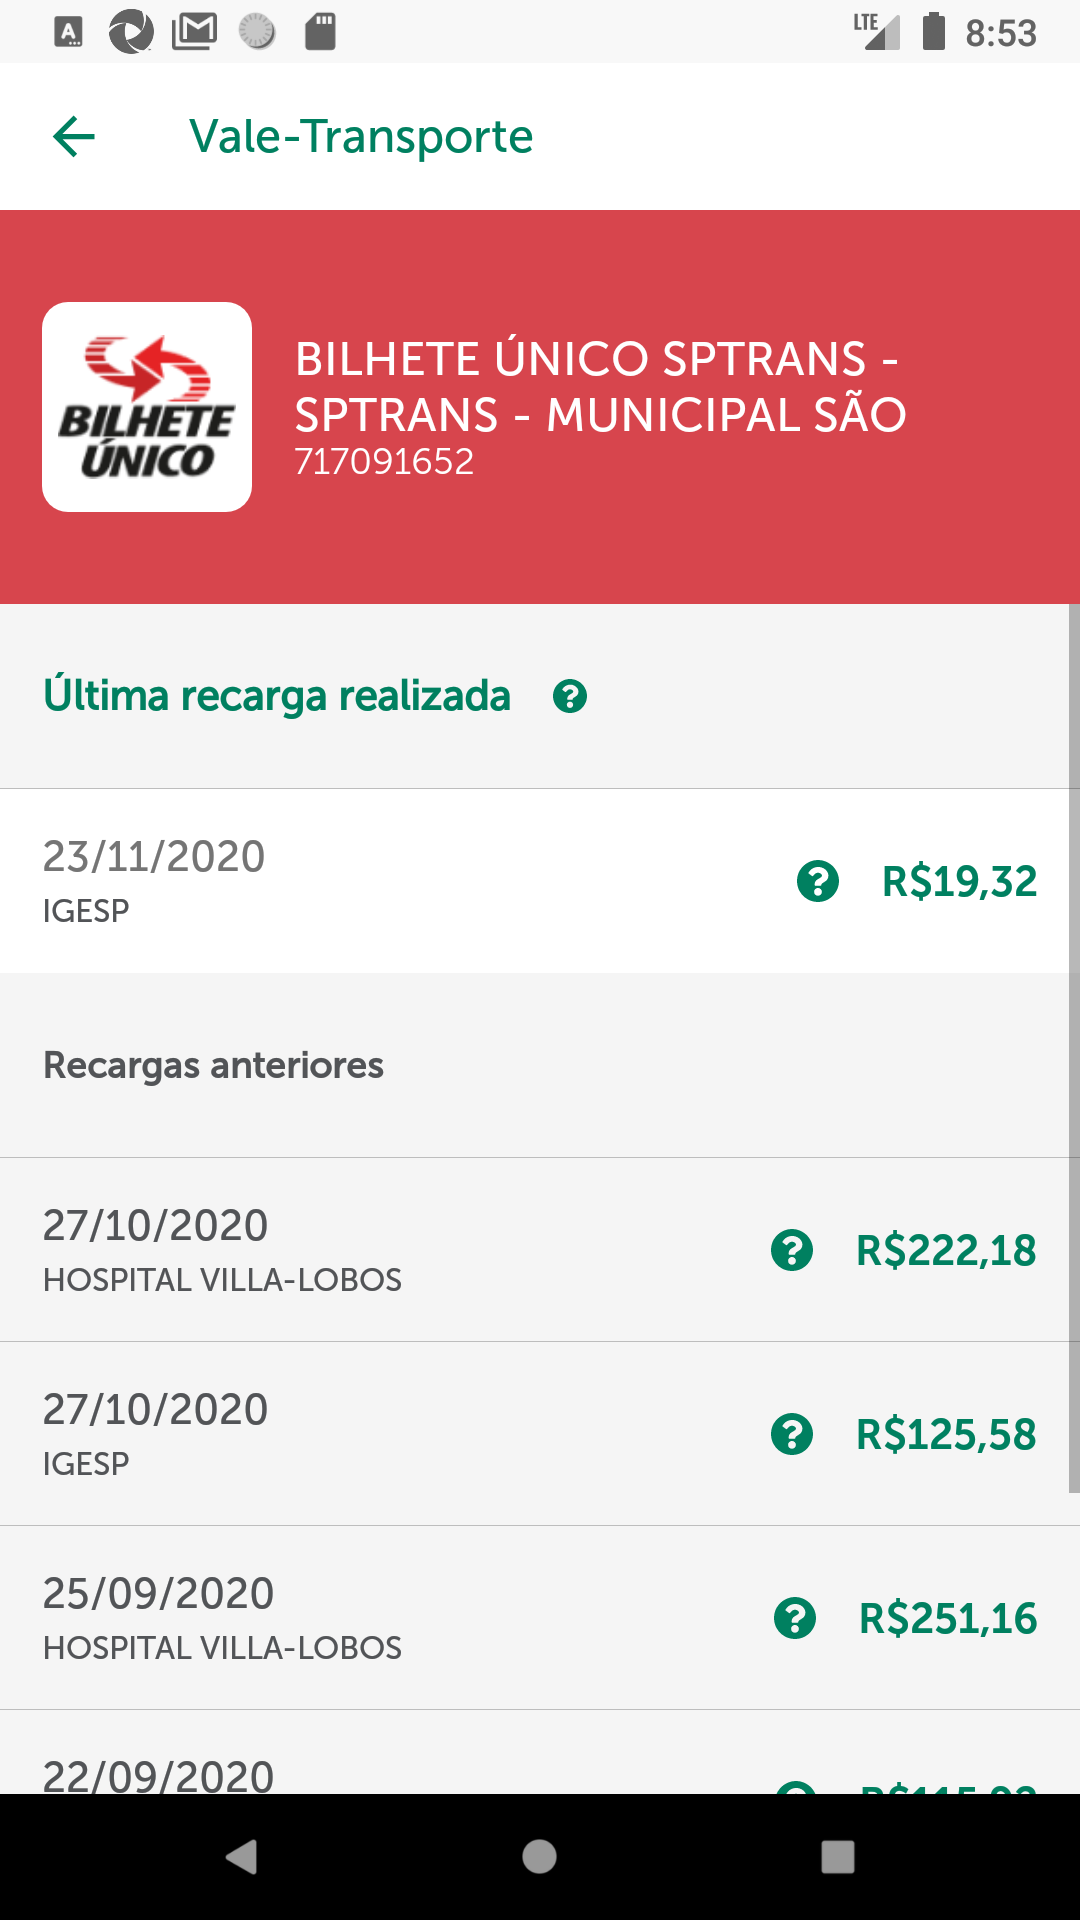 LTE 8:53
Vale-Transporte
BILHETE ÚNICO
BILHETE ÚNICO SPTRANS -
SPTRANS - MUNICIPAL SÃO
717091652
Última recarga realizada
23/11/2020
IGESP
R$19,32
Recargas anteriores
27/10/2020
HOSPITAL VILLA-LOBOS
R$222,18
27/10/2020
IGESP
R$125,58
25/09/2020
HOSPITAL VILLA-LOBOS
R$251,16
22/09/2020